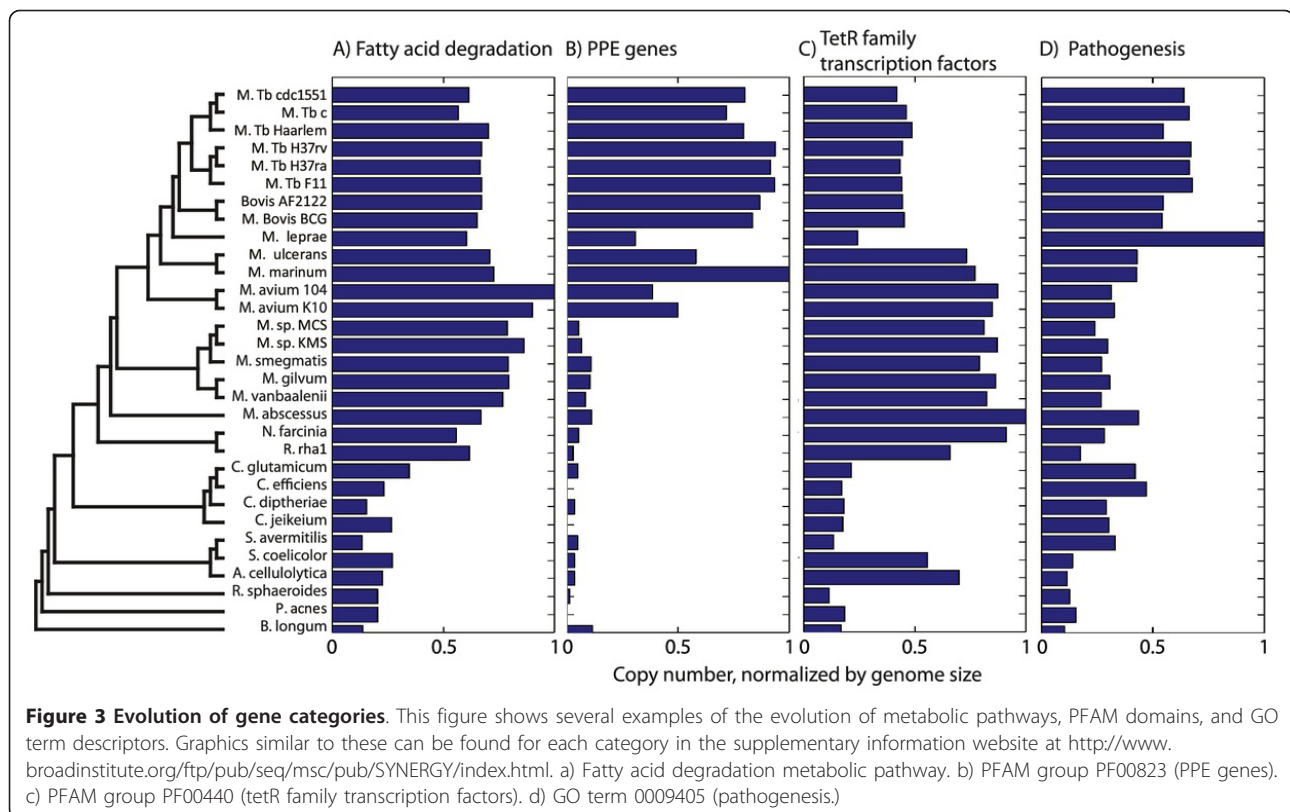 A) Fatty acid degradation
B) PPE genes
C) TetR family
transcription factors
D) Pathogenesis
M. Tb cdc1551
M. Tb c
M. Tb Haarlem
M. Tb H37rv
M. Tb H37ra
M. Tb F11
Bovis AF2122
M. Bovis BCG
M. leprae
M. ulcerans
M. marinum
M. avium 104
M. avium K10
M. sp. MCS
M. sp. KMS
M. smegmatis
M. gilvum
M. vanbaalenii
M. abscessus
N. farcinia
R. rha1
C. glutamicum
C. efficiens
C. diptheriae
C. jeikeium
S. avermitilis
S. coelicolor
A. cellulolytica
R. sphaeroides
P. acnes
B. longum
0 0.5 1 0 0.5 1 0 0.5 1 0 0.5 1
Copy number, normalized by genome size
Figure 3 Evolution of gene categories. This figure shows several examples of the evolution of metabolic pathways, PFAM domains, and GO
term descriptors. Graphics similar to these can be found for each category in the supplementary information website at http://www.
broadinstitute.org/ftp/pub/seq/msc/pub/SYNERGY/index.html. a) Fatty acid degradation metabolic pathway. b) PFAM group PF00823 (PPE genes).
c) PFAM group PF00440 (tetR family transcription factors). d) GO term 0009405 (pathogenesis.)